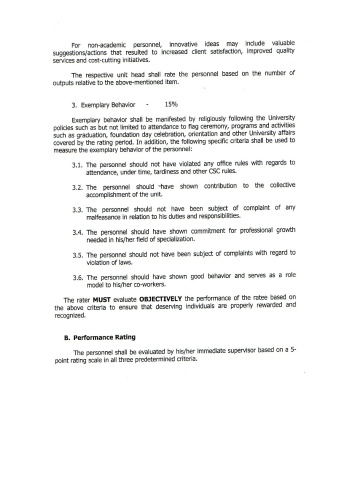 For non-academic personnel, innovative ideas may include valuable
suggestions/actions that resulted to increased client satisfaction, improved quality
services and cost-cutting initiatives.
The respective unit head shall rate the personnel based on the number of
outputs relative to the above-mentioned item.
3. Exemplary Behavior - 15%
Exemplary behavior shall be manifested by religiously following the University
policies such as but not limited to attendance to flag ceremony, programs and activities
such as graduation, foundation day celebration, orientation and other University affairs
covered by the rating period. In addition, the following specific criteria shall be used to
measure the exemplary behavior of the personnel:
3.1. The personnel should not have violated any office rules with regards to
attendance, under time, tardiness and other CSC rules.
3.2. The personnel should have shown contribution to the collective
accomplishment of the unit.
3.3. The personnel should not have been subject of complaint of any
malfeasance in relation to his duties and responsibilities.
3.4. The personnel should have shown commitment for professional growth
needed in his/her field of specialization.
3.5. The personnel should not have been subject of complaints with regard to
violation of laws.
3.6. The personnel should have shown good behavior and serves as a role
model to his/her co-workers.
The rater MUST evaluate OBJECTIVELY the performance of the ratee based on
the above criteria to ensure that deserving individuals are properly rewarded and
recognized.
B. Performance Rating
The personnel shall be evaluated by his/her immediate supervisor based on a 5-
point rating scale in all three predetermined criteria.